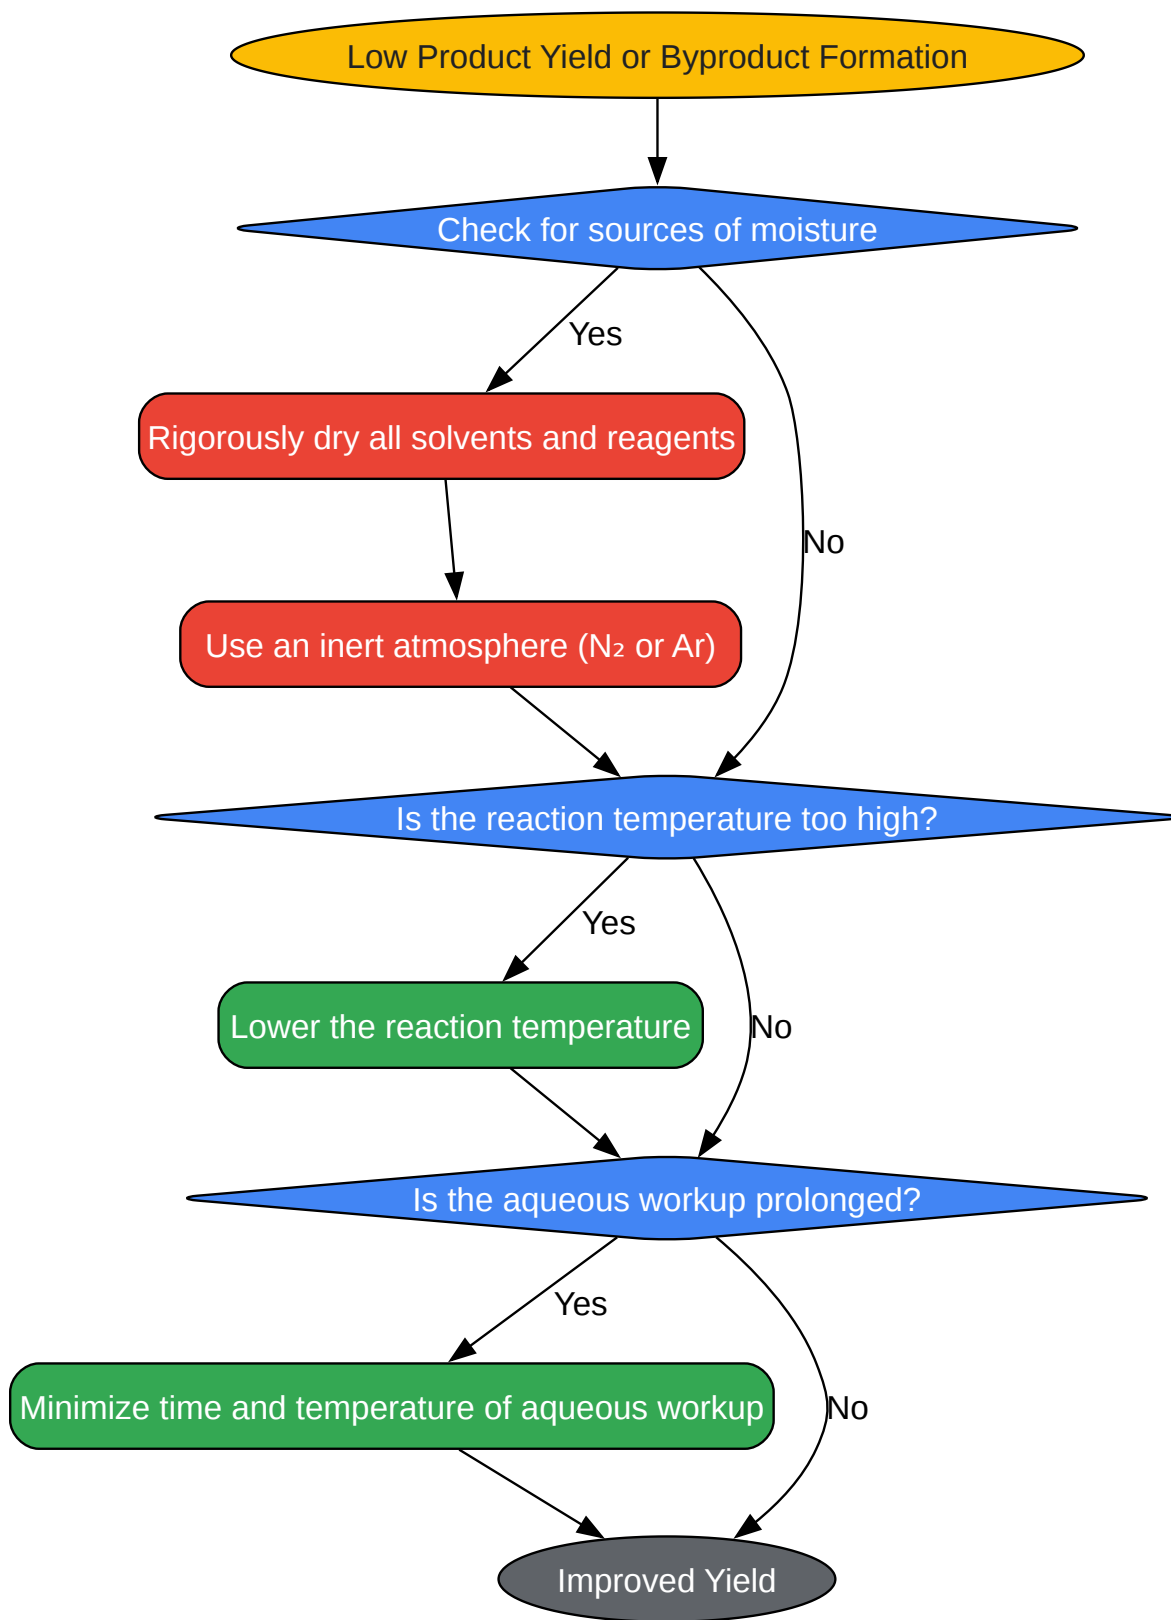 Low Product Yield or Byproduct Formation
Check for sources of moisture
Yes
Rigorously dry all solvents and reagents
No
Use an inert atmosphere (N₂ or Ar)
Is the reaction temperature too high?
Yes
Lower the reaction temperature
No
Is the aqueous workup prolonged?
Yes
Minimize time and temperature of aqueous workup
No
Improved Yield